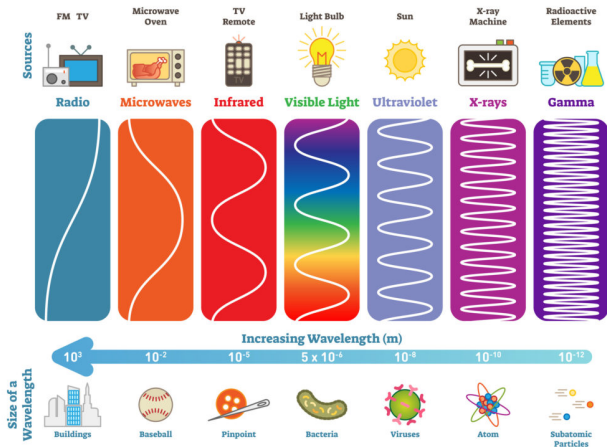 Sources
FM TV
Microwave
Oven
TV
Remote
Light Bulb
Sun
X-ray
Machine
Radioactive
Elements
Radio
Microwaves
Infrared
Visible Light
Ultraviolet
X-rays
Gamma
Increasing Wavelength (m)
10³
10⁻²
10⁻⁵
5 x 10⁻⁶
10⁻⁸
10⁻¹⁰
10⁻¹²
Size of a
Wavelength
Buildings
Baseball
Pinpoint
Bacteria
Viruses
Atom
Subatomic
Particles